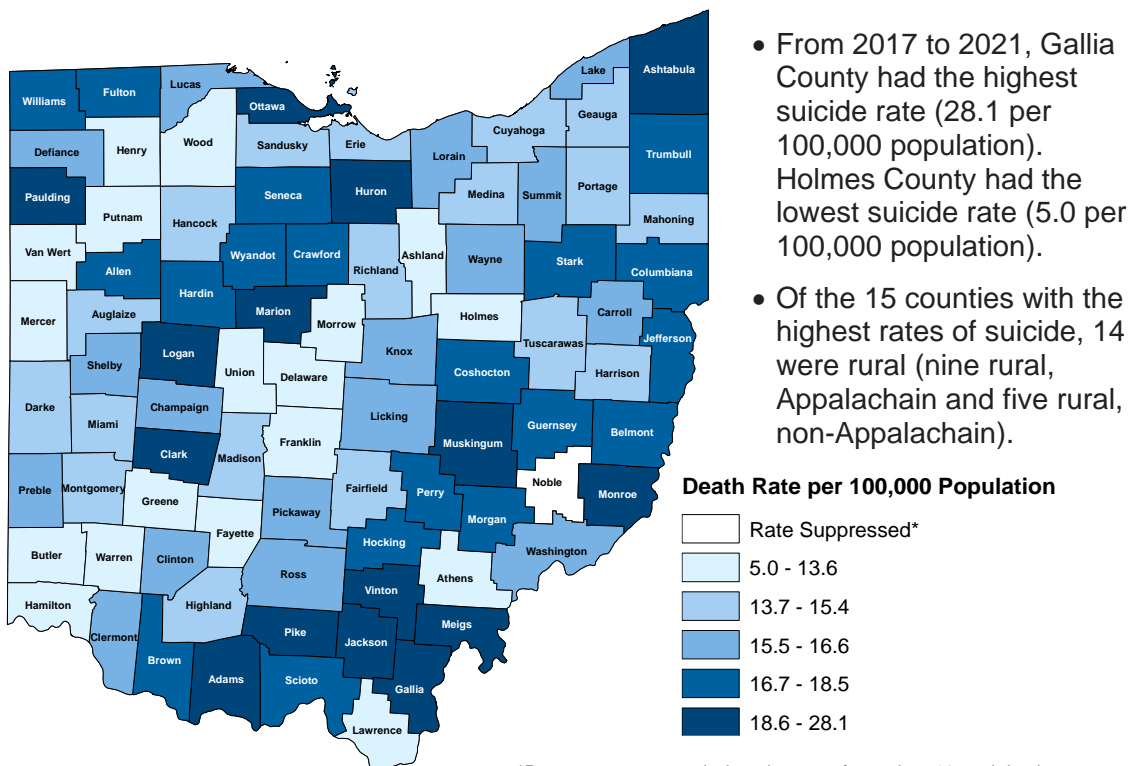 Williams
Fulton
Lucas
Ottawa
Lake
Ashtabula
Geauga
Cuyahoga
Defiance
Henry
Wood
Sandusky
Erie
Lorain
Trumbull
Paulding
Seneca
Huron
Medina
Summit
Portage
Putnam
Hancock
Mahoning
Van Wert
Wyandot
Crawford
Richland
Ashland
Wayne
Stark
Columbiana
Allen
Hardin
Mercer
Auglaize
Marion
Morrow
Holmes
Carroll
Jefferson
Tuscarawas
Shelby
Logan
Union
Delaware
Knox
Coshocton
Harrison
Darke
Miami
Champaign
Licking
Guernsey
Belmont
Franklin
Muskingum
Clark
Madison
Preble
Montgomery
Greene
Fairfield
Perry
Noble
Monroe
Pickaway
Morgan
Fayette
Butler
Warren
Clinton
Hocking
Washington
Ross
Athens
Hamilton
Highland
Vinton
Clermont
Pike
Jackson
Meigs
Brown
Adams
Scioto
Gallia
Lawrence
• From 2017 to 2021, Gallia
County had the highest
suicide rate (28.1 per
100,000 population).
Holmes County had the
lowest suicide rate (5.0 per
100,000 population).
• Of the 15 counties with the
highest rates of suicide, 14
were rural (nine rural,
Appalachain and five rural,
non-Appalachain).
Death Rate per 100,000 Population
Rate Suppressed*
5.0 - 13.6
13.7 - 15.4
15.5 - 16.6
16.7 - 18.5
18.6 - 28.1